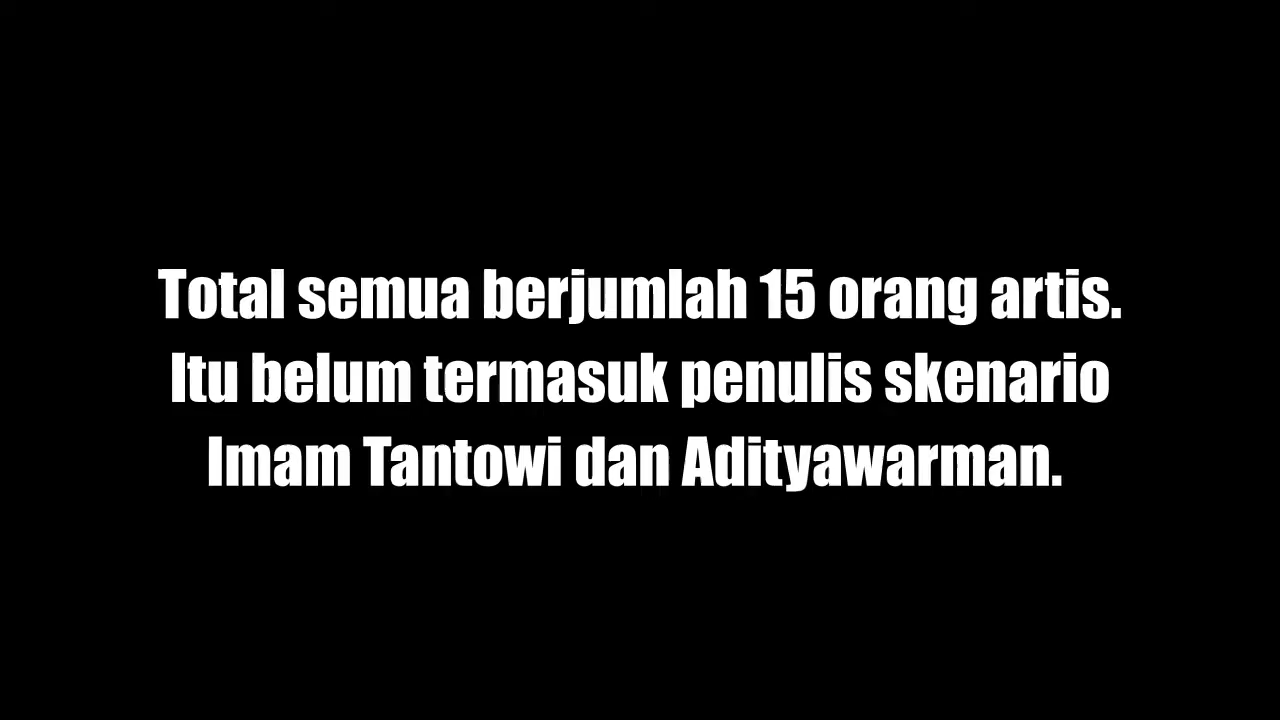 Total semua berjumlah 15 orang artis.
Itu belum termasuk penulis skenario
Imam Tantowi dan Adityawarman.